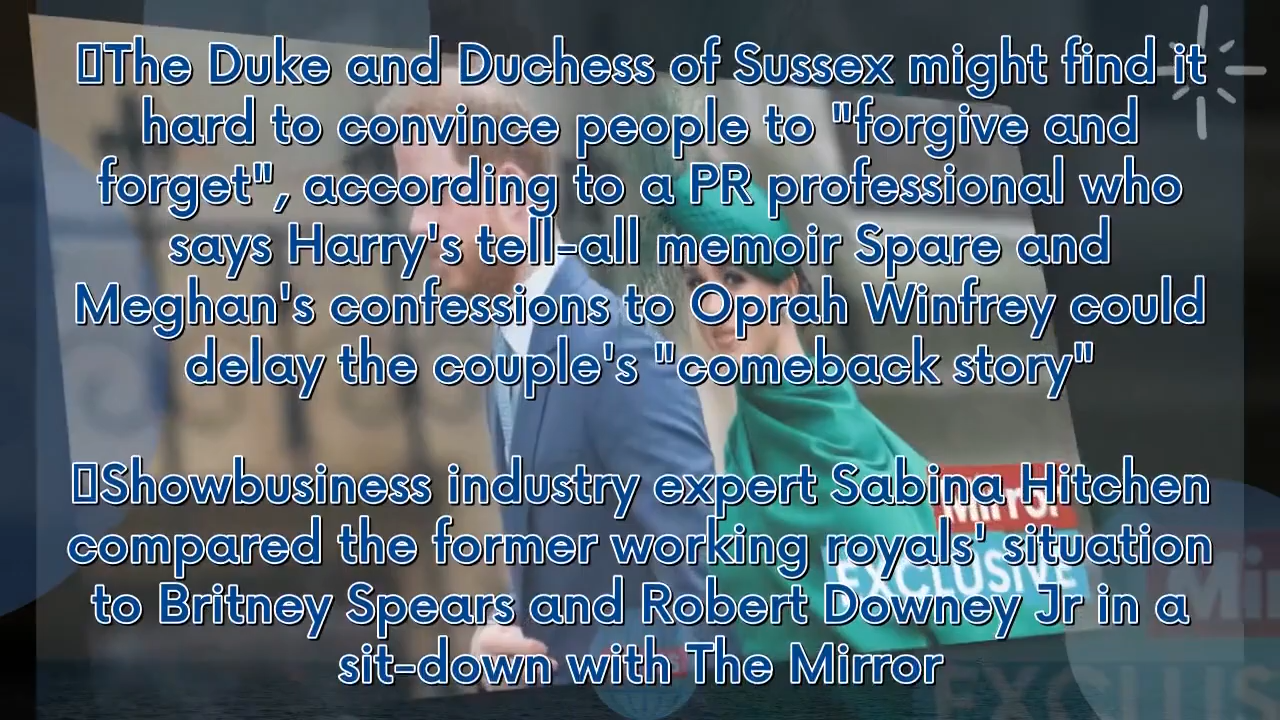 The Duke and Duchess of Sussex might find it
hard to convince people to "forgive and
forget", according to a PR professional who
says Harry's tell-all memoir Spare and
Meghan's confessions to Oprah Winfrey could
delay the couple's "comeback story"
Showbusiness industry expert Sabina Hitchen
compared the former working royals' situation
to Britney Spears and Robert Downey Jr in a
sit-down with The Mirror
Mirror
EXCLUSIVE